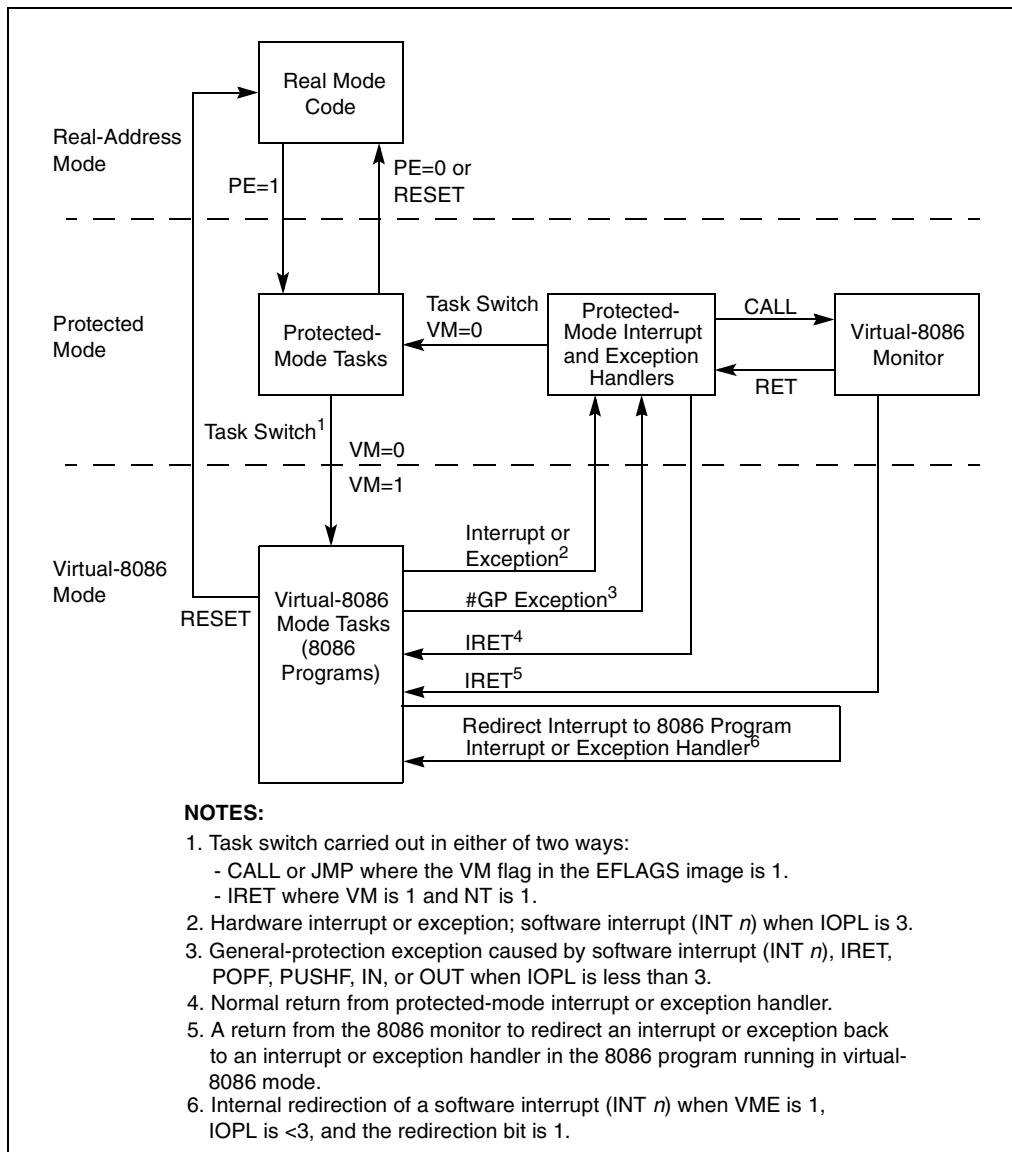 Real Mode
Code
Real-Address
Mode
PE=1
PE=0 or
RESET
Protected
Mode
Protected-
Mode Tasks
Task Switch
VM=0
Protected-
Mode Interrupt
and Exception
Handlers
CALL
RET
Virtual-8086
Monitor
Task Switch1
VM=0
VM=1
Virtual-8086
Mode
RESET
Virtual-8086
Mode Tasks
(8086
Programs)
Interrupt or
Exception2
#GP Exception3
IRET4
IRET5
Redirect Interrupt to 8086 Program
Interrupt or Exception Handler6
NOTES:
1. Task switch carried out in either of two ways:
- CALL or JMP where the VM flag in the EFLAGS image is 1.
- IRET where VM is 1 and NT is 1.
2. Hardware interrupt or exception; software interrupt (INT n) when IOPL is 3.
3. General-protection exception caused by software interrupt (INT n), IRET,
POPF, PUSHF, IN, or OUT when IOPL is less than 3.
4. Normal return from protected-mode interrupt or exception handler.
5. A return from the 8086 monitor to redirect an interrupt or exception back
to an interrupt or exception handler in the 8086 program running in virtual-
8086 mode.
6. Internal redirection of a software interrupt (INT n) when VME is 1,
IOPL is <3, and the redirection bit is 1.